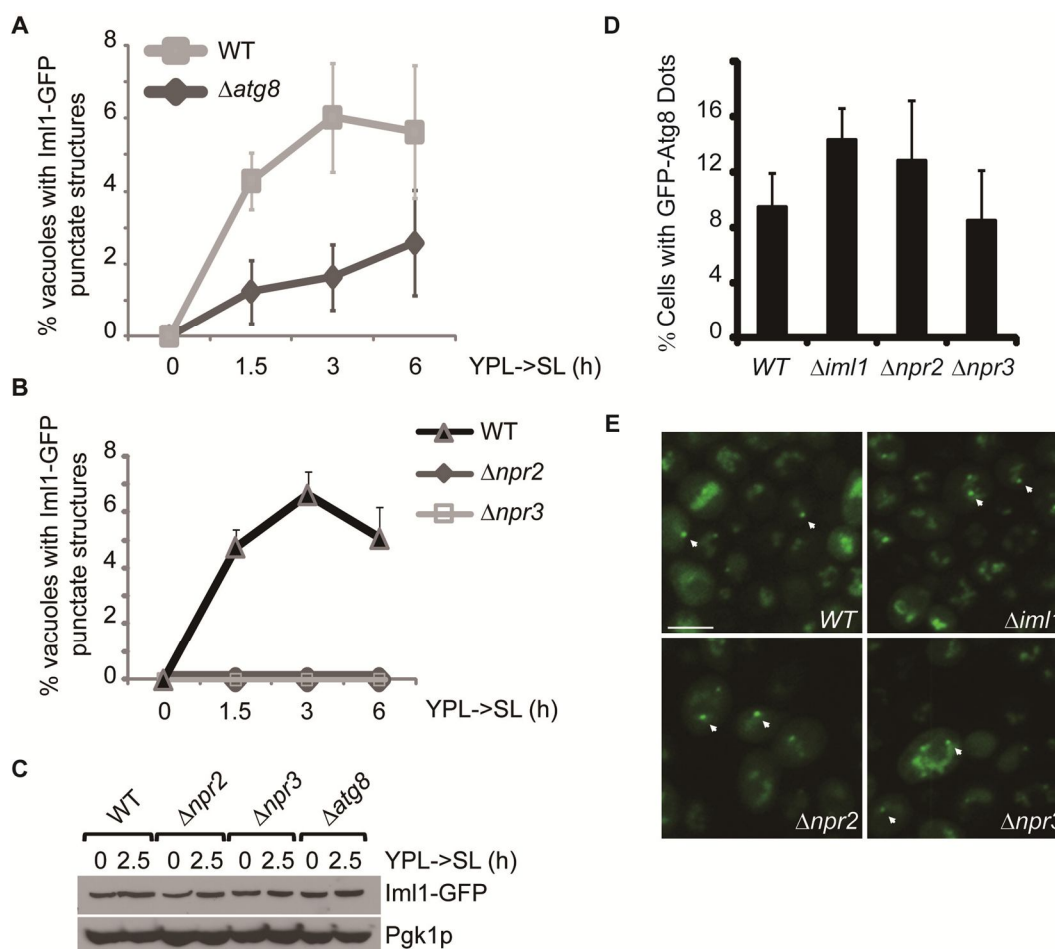 A
8
6
4
2
0
% vacuoles with Iml1-GFP
punctate structures
WT
Δatg8
0 1.5 3 6 YPL->SL (h)
B
8
6
4
2
0
% vacuoles with Iml1-GFP
punctate structures
WT
Δnpr2
Δnpr3
0 1.5 3 6 YPL->SL (h)
C
WT Δnpr2 Δnpr3 Δatg8
0 2.5 0 2.5 0 2.5 0 2.5 YPL->SL (h)
Iml1-GFP
Pgk1p
D
16
12
8
4
0
% Cells with GFP-Atg8 Dots
WT Δiml1 Δnpr2 Δnpr3
E
WT
Δiml1
Δnpr2
Δnpr3